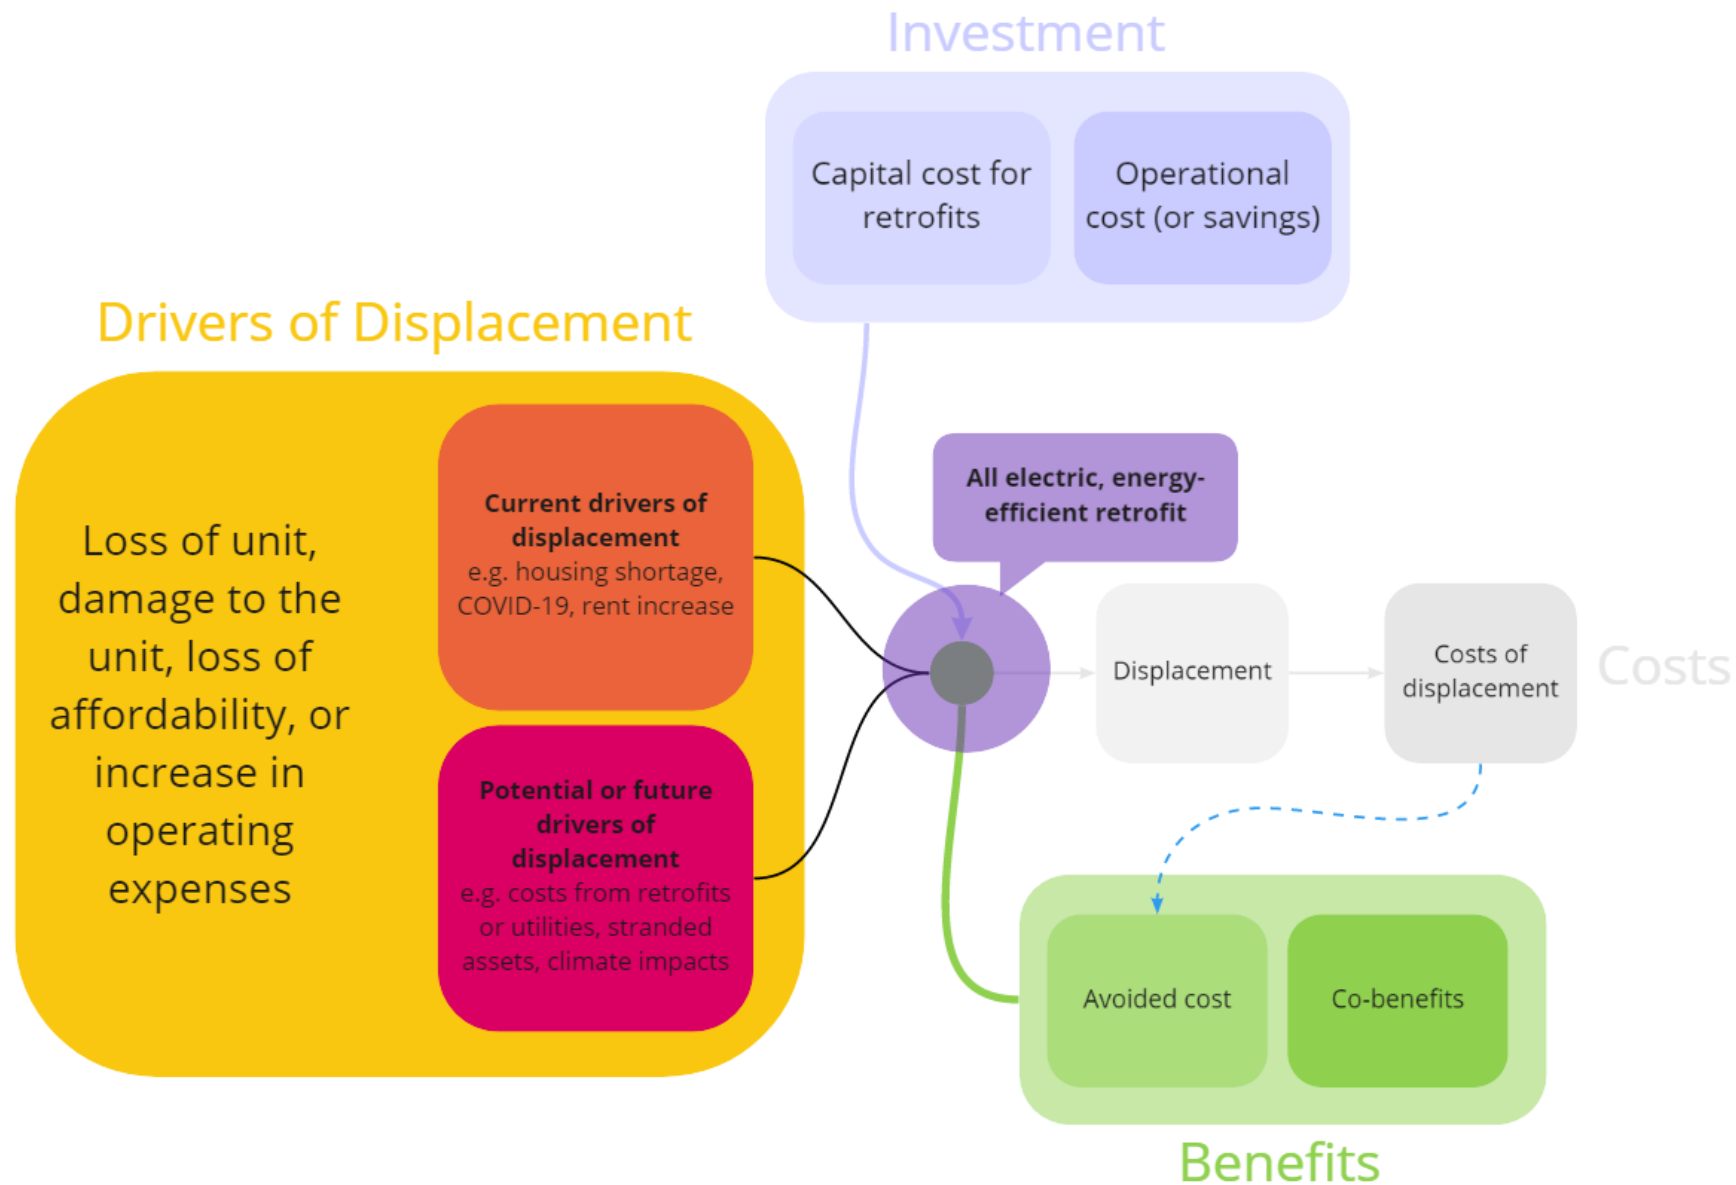 Investment
Capital cost for
retrofits
Operational
cost (or savings)
Drivers of Displacement
Loss of unit,
damage to the
unit, loss of
affordability, or
increase in
operating
expenses
Current drivers of
displacement
e.g. housing shortage,
COVID-19, rent increase
Potential or future
drivers of
displacement
e.g. costs from retrofits
or utilities, stranded
assets, climate impacts
All electric, energy-
efficient retrofit
Displacement
Costs of
displacement
Costs
Avoided cost
Co-benefits
Benefits